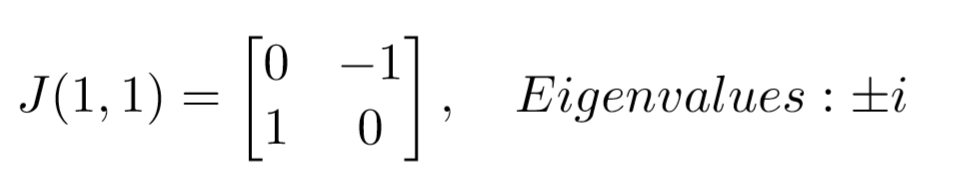 J(1,1) = [0 −1; 1 0], Eigenvalues : ±i